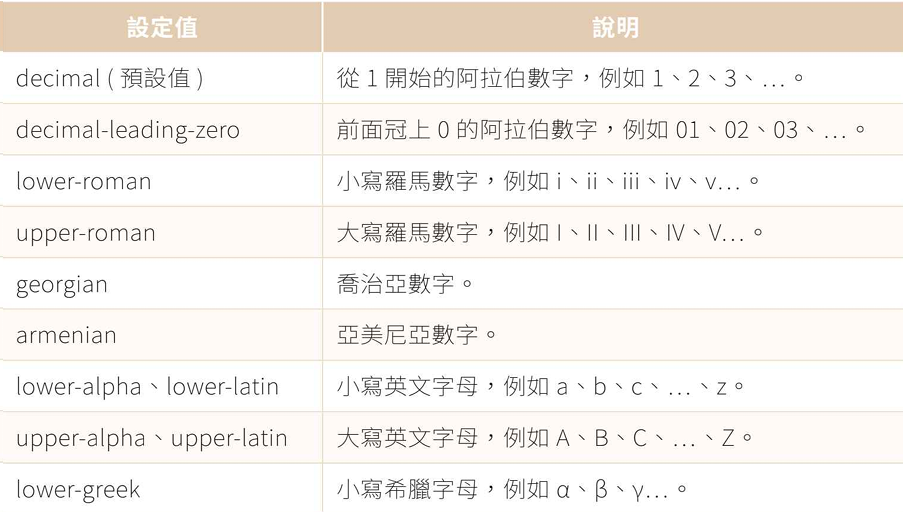 設定值 說明
decimal ( 預設值 ) 從 1 開始的阿拉伯數字，例如 1、2、3、…。
decimal-leading-zero 前面冠上 0 的阿拉伯數字，例如 01、02、03、…。
lower-roman 小寫羅馬數字，例如 i、ii、iii、iv、v…。
upper-roman 大寫羅馬數字，例如 I、II、III、IV、V…。
georgian 喬治亞數字。
armenian 亞美尼亞數字。
lower-alpha、lower-latin 小寫英文字母，例如 a、b、c、…、z。
upper-alpha、upper-latin 大寫英文字母，例如 A、B、C、…、Z。
lower-greek 小寫希臘字母，例如 α、β、γ…。